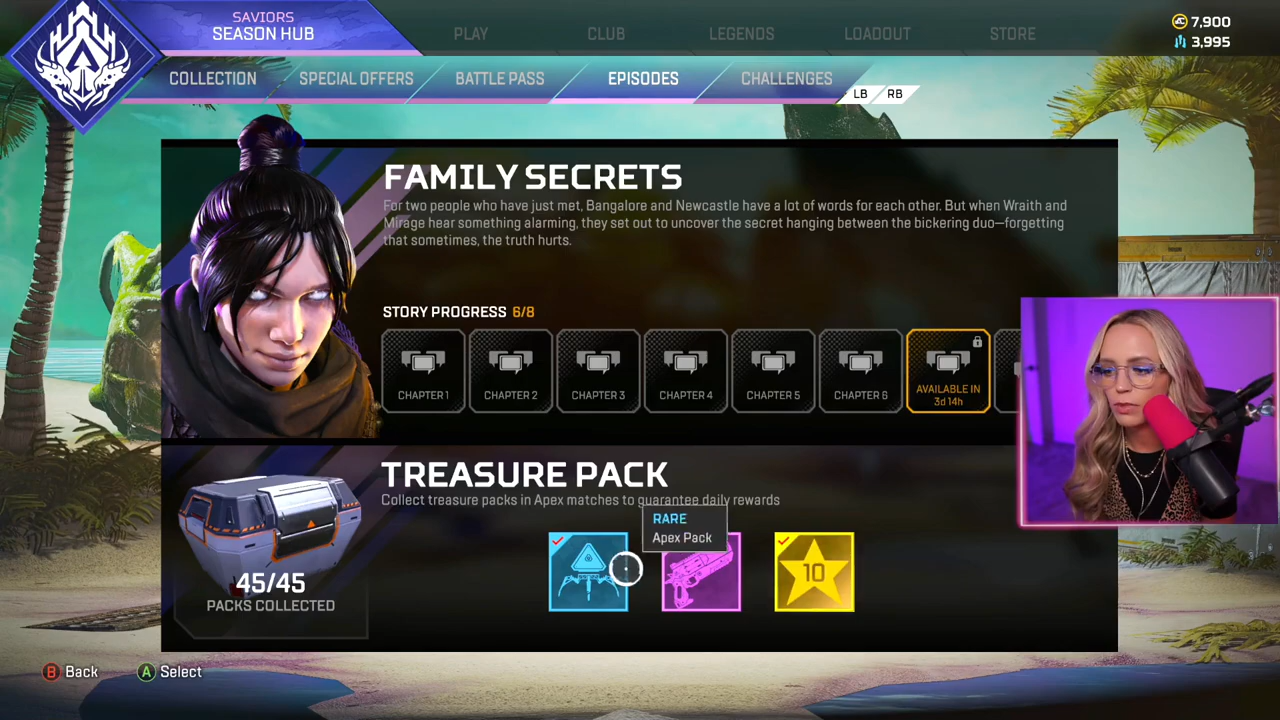 SAVIORS
SEASON HUB
PLAY
CLUB
LEGENDS
LOADOUT
STORE
7,900
3,995
COLLECTION
SPECIAL OFFERS
BATTLE PASS
EPISODES
CHALLENGES
LB
RB
FAMILY SECRETS
For two people who have just met, Bangalore and Newcastle have a lot of words for each other. But when Wraith and
Mirage hear something alarming, they set out to uncover the secret hanging between the bickering duo—forgetting
that sometimes, the truth hurts.
STORY PROGRESS 6/8
CHAPTER 1
CHAPTER 2
CHAPTER 3
CHAPTER 4
CHAPTER 5
CHAPTER 6
AVAILABLE IN
3d 14h
TREASURE PACK
Collect treasure packs in Apex matches to guarantee daily rewards
RARE
Apex Pack
10
45/45
PACKS COLLECTED
B Back
A Select